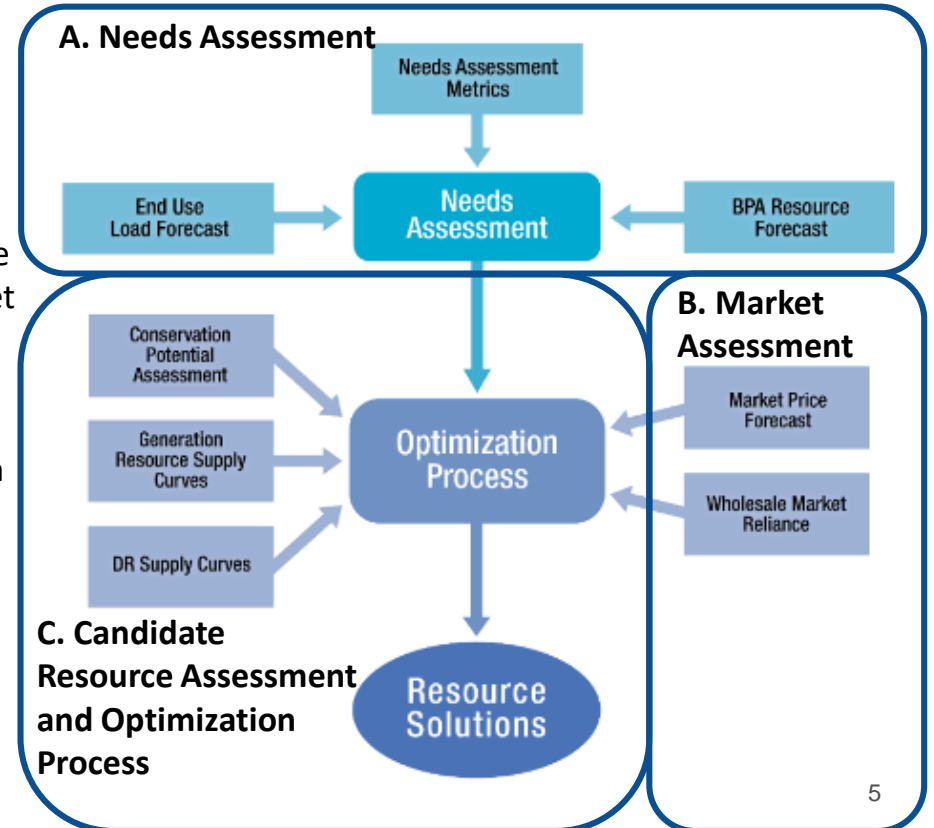 A. Needs Assessment
Needs Assessment
Metrics
End Use
Load Forecast
Needs
Assessment
BPA Resource
Forecast
B. Market
Assessment
Conservation
Potential
Assessment
Generation
Resource Supply
Curves
DR Supply Curves
Optimization
Process
Market Price
Forecast
Wholesale Market
Reliance
C. Candidate
Resource Assessment
and Optimization
Process
Resource
Solutions
5